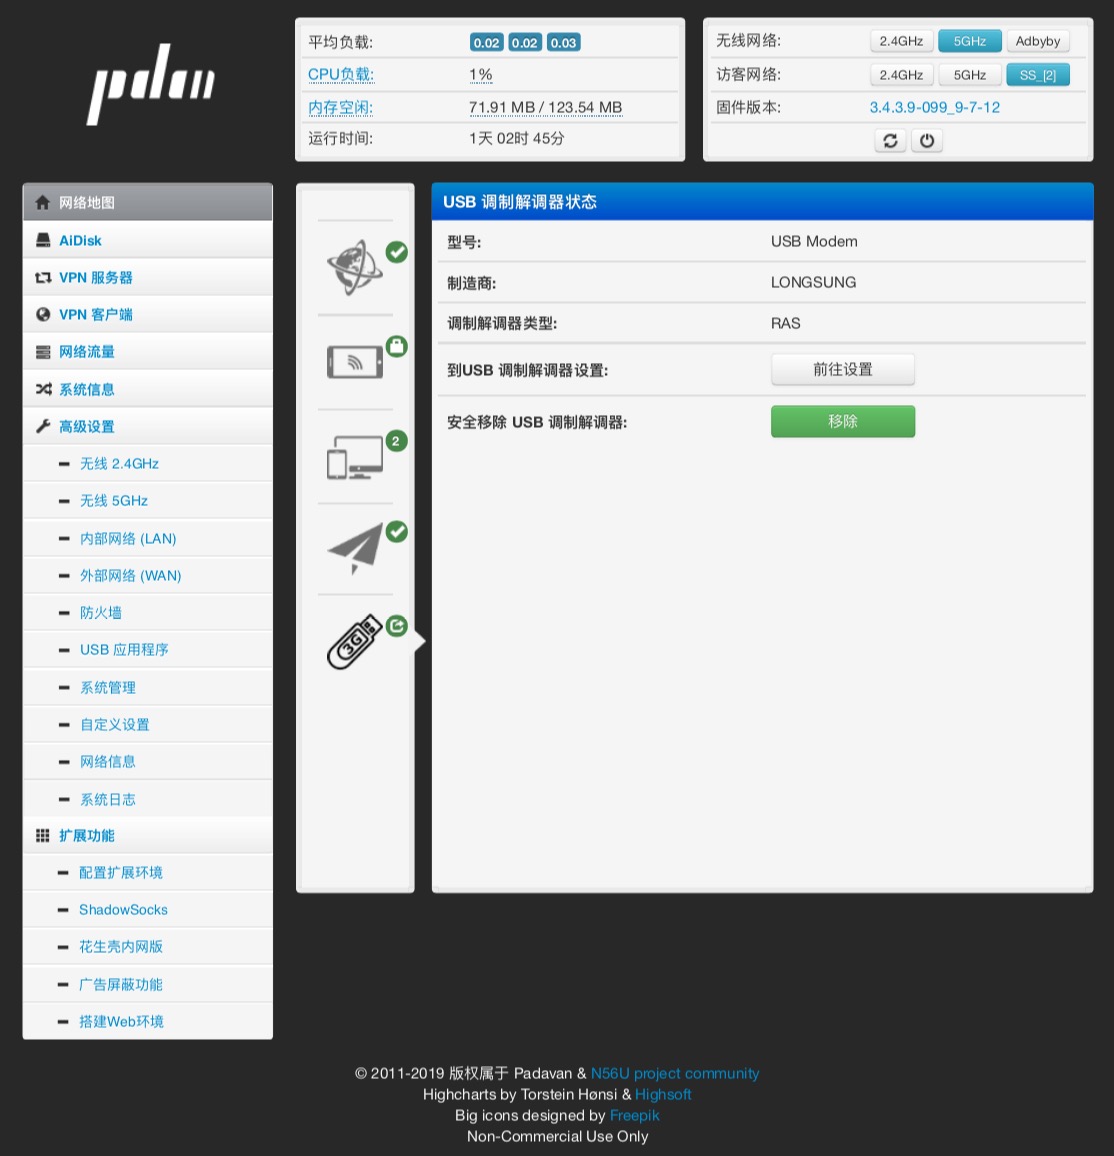 padavan
平均负载: 0.02 0.02 0.03
CPU负载: 1%
内存空闲: 71.91 MB / 123.54 MB
运行时间: 1天 02时 45分
无线网络: 2.4GHz 5GHz Adbyby
访客网络: 2.4GHz 5GHz SS_[2]
固件版本: 3.4.3.9-099_9-7-12
网络地图
AiDisk
VPN 服务器
VPN 客户端
网络流量
系统信息
高级设置
无线 2.4GHz
无线 5GHz
内部网络 (LAN)
外部网络 (WAN)
防火墙
USB 应用程序
系统管理
自定义设置
网络信息
系统日志
扩展功能
配置扩展环境
ShadowSocks
花生壳内网版
广告屏蔽功能
搭建Web环境
2
3G
USB 调制解调器状态
型号: USB Modem
制造商: LONGSUNG
调制解调器类型: RAS
到USB 调制解调器设置: 前往设置
安全移除 USB 调制解调器: 移除
© 2011-2019 版权属于 Padavan & N56U project community
Highcharts by Torstein Hønsi & Highsoft
Big icons designed by Freepik
Non-Commercial Use Only